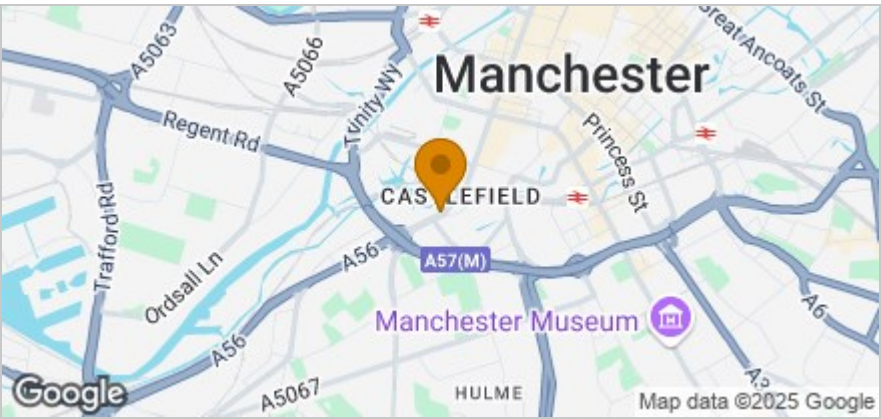 A5063
A5066
Great Ancoats St
Manchester
Trinity Wy
Regent Rd
Princess St
CASTLEFIELD
Trafford Rd
A56
A57(M)
Ordsall Ln
A6
Manchester Museum
A56
A5067
HULME
Google
Map data ©2025 Google